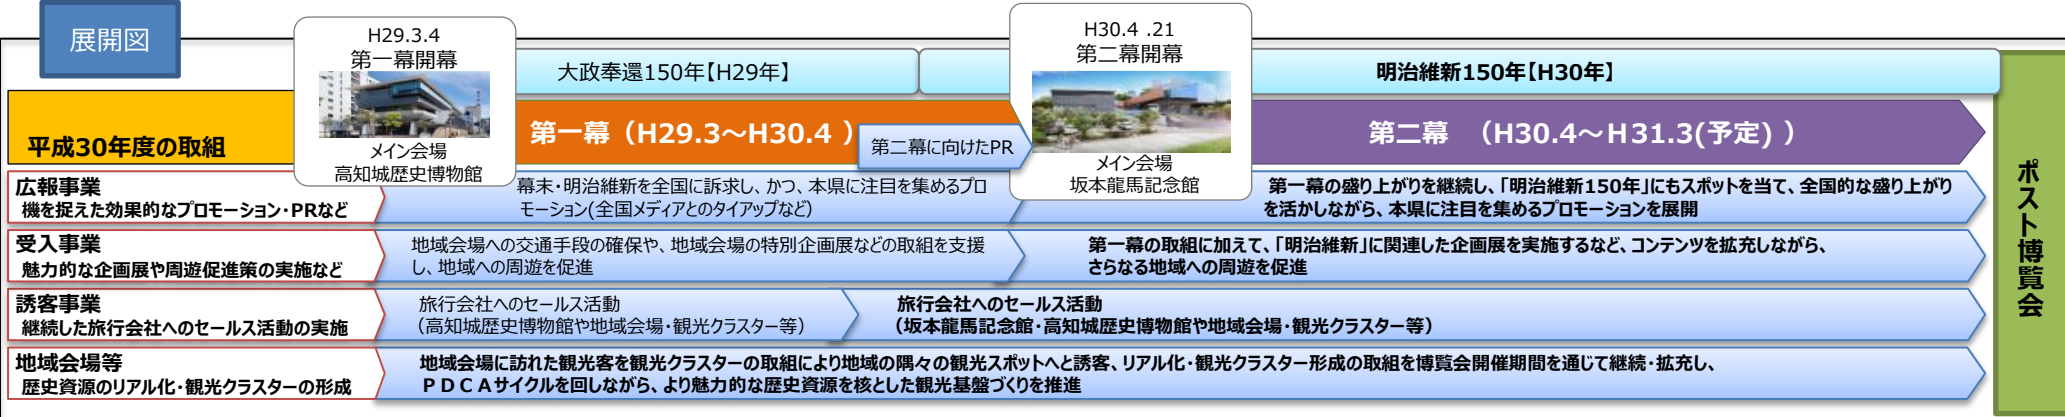 展開図
H29.3.4
第一幕開幕
メイン会場
高知城歴史博物館
H30.4 .21
第二幕開幕
メイン会場
坂本龍馬記念館
大政奉還150年【H29年】
明治維新150年【H30年】
平成30年度の取組
第一幕（H29.3～H30.4 ）
第二幕に向けたPR
第二幕 （H30.4～H31.3(予定) ）
広報事業
機を捉えた効果的なプロモーション・PRなど
幕末・明治維新を全国に訴求し、かつ、本県に注目を集めるプロ
モーション(全国メディアとのタイアップなど)
第一幕の盛り上がりを継続し、「明治維新150年」にもスポットを当て、全国的な盛り上がり
を活かしながら、本県に注目を集めるプロモーションを展開
受入事業
魅力的な企画展や周遊促進策の実施など
地域会場への交通手段の確保や、地域会場の特別企画展などの取組を支援
し、地域への周遊を促進
第一幕の取組に加えて、「明治維新」に関連した企画展を実施するなど、コンテンツを拡充しながら、
さらなる地域への周遊を促進
誘客事業
継続した旅行会社へのセールス活動の実施
旅行会社へのセールス活動
（高知城歴史博物館や地域会場・観光クラスター等）
旅行会社へのセールス活動
（坂本龍馬記念館・高知城歴史博物館や地域会場・観光クラスター等）
地域会場等
歴史資源のリアル化・観光クラスターの形成
地域会場に訪れた観光客を観光クラスターの取組により地域の隅々の観光スポットへと誘客、リアル化・観光クラスター形成の取組を博覧会開催期間を通じて継続・拡充し、
ＰＤＣＡサイクルを回しながら、より魅力的な歴史資源を核とした観光基盤づくりを推進
ポスト博覧会